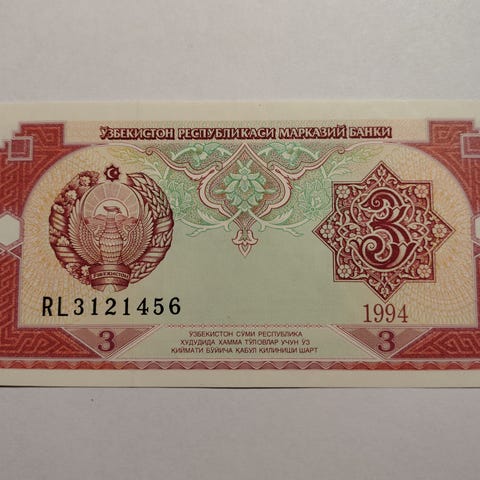 ЎЗБЕКИСТОН РЕСПУБЛИКАСИ МАРКАЗИЙ БАНКИ
3
ЎЗБЕКИСТОН
RL3121456
1994
ЎЗБЕКИСТОН СЎМИ РЕСПУБЛИКА
ҲУДУДИДА ҲАММА ТЎЛОВЛАР УЧУН ЎЗ
ҚИЙМАТИ БЎЙИЧА ҚАБУЛ ҚИЛИНИШИ ШАРТ
3
3